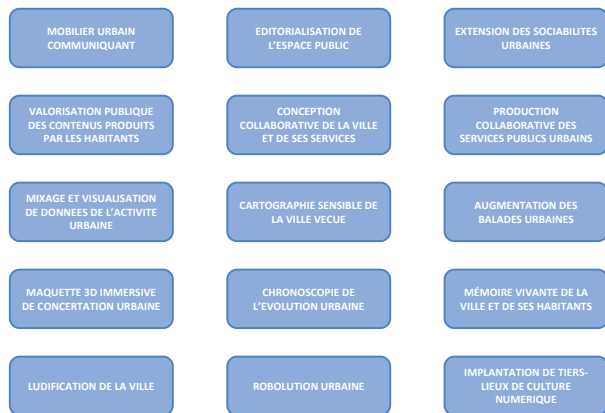 MOBILIER URBAIN
COMMUNIQUANT
EDITORIALISATION DE
L'ESPACE PUBLIC
EXTENSION DES SOCIABILITES
URBAINES
VALORISATION PUBLIQUE
DES CONTENUS PRODUITS
PAR LES HABITANTS
CONCEPTION
COLLABORATIVE DE LA VILLE
ET DE SES SERVICES
PRODUCTION
COLLABORATIVE DES
SERVICES PUBLICS URBAINS
MIXAGE ET VISUALISATION
DE DONNEES DE L'ACTIVITE
URBAINE
CARTOGRAPHIE SENSIBLE DE
LA VILLE VECUE
AUGMENTATION DES
BALADES URBAINES
MAQUETTE 3D IMMERSIVE
DE CONCERTATION URBAINE
CHRONOSCOPIE DE
L'EVOLUTION URBAINE
MÉMOIRE VIVANTE DE LA
VILLE ET DE SES HABITANTS
LUDIFICATION DE LA VILLE
ROBOLUTION URBAINE
IMPLANTATION DE TIERS-
LIEUX DE CULTURE
NUMERIQUE